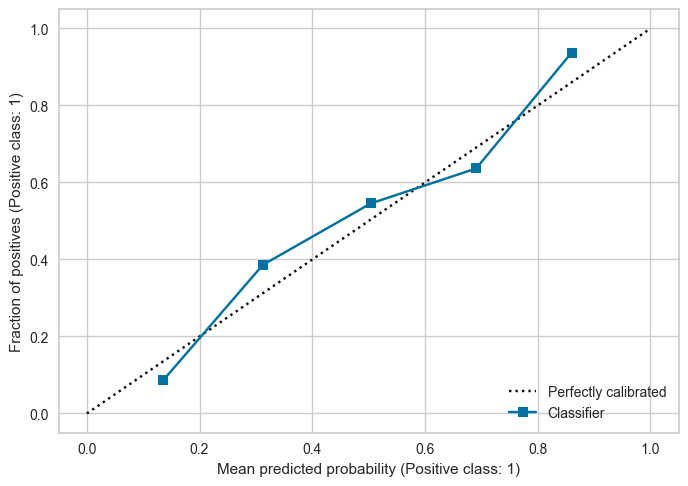 Fraction of positives (Positive class: 1)
1.0
0.8
0.6
0.4
0.2
0.0
0.0 0.2 0.4 0.6 0.8 1.0
Mean predicted probability (Positive class: 1)
Perfectly calibrated
Classifier